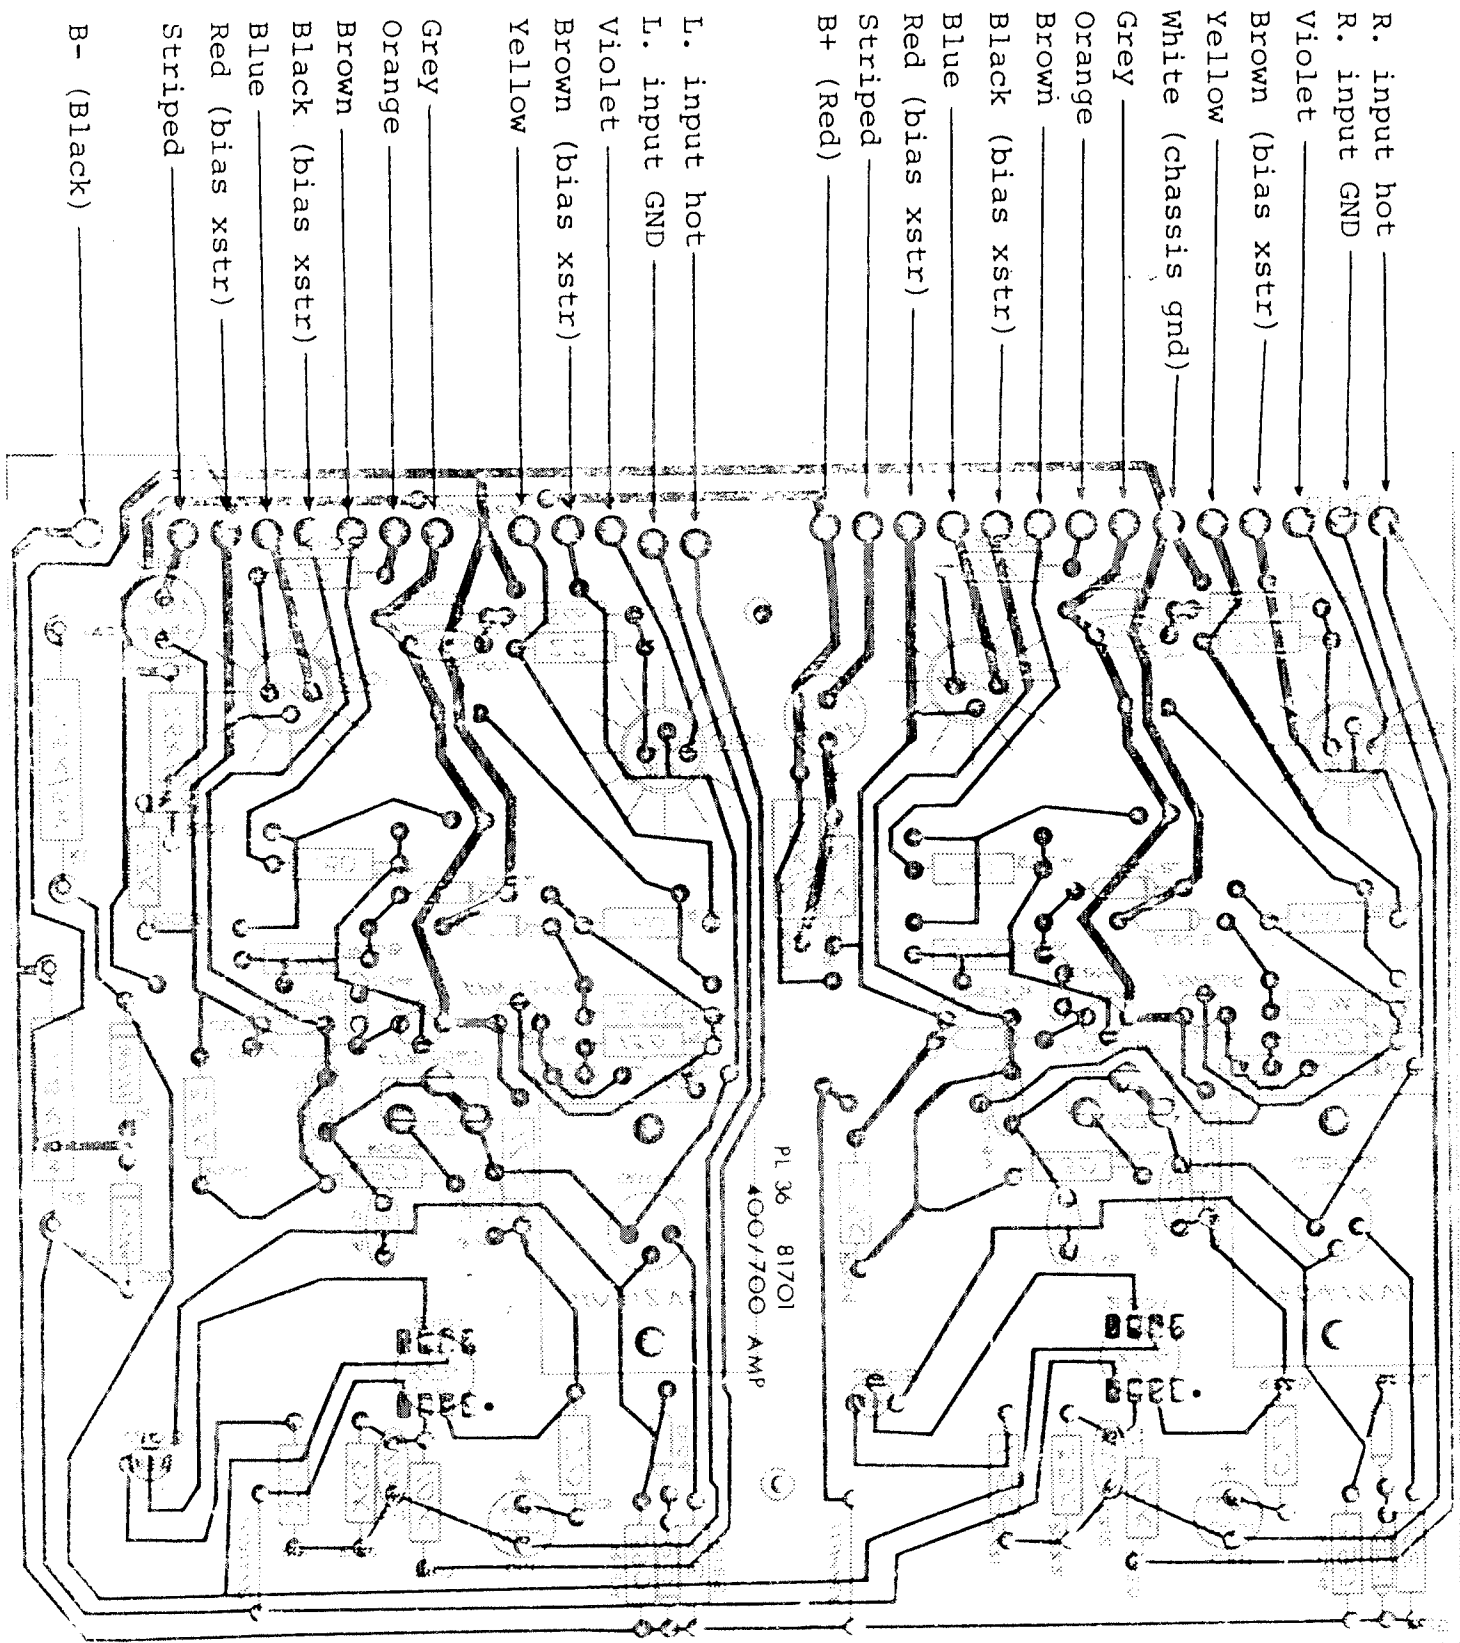 R. input hot
R. input GND
Violet
Brown (bias xstr)
Yellow
White (chassis gnd)
Grey
Orange
Brown
Black (bias xstr)
Blue
Red (bias xstr)
Striped
B+ (Red)
L. input hot
L. input GND
Violet
Brown (bias xstr)
Yellow
Grey
Orange
Brown
Black (bias xstr)
Blue
Red (bias xstr)
Striped
B- (Black)
PL 36 81701
400/700 AMP